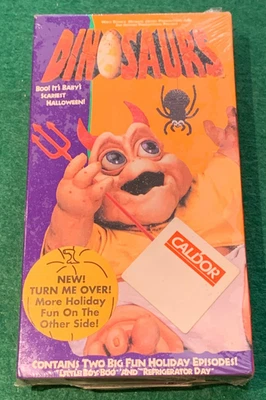 DINOSAURS
BOO! IT'S BABY'S
SCARIEST
HALLOWEEN!
CALDOR
NEW!
TURN ME OVER!
More Holiday
Fun On The
Other Side!
CONTAINS TWO BIG FUN HOLIDAY EPISODES!
"LITTLE BOY BOO" AND "REFRIGERATOR DAY"